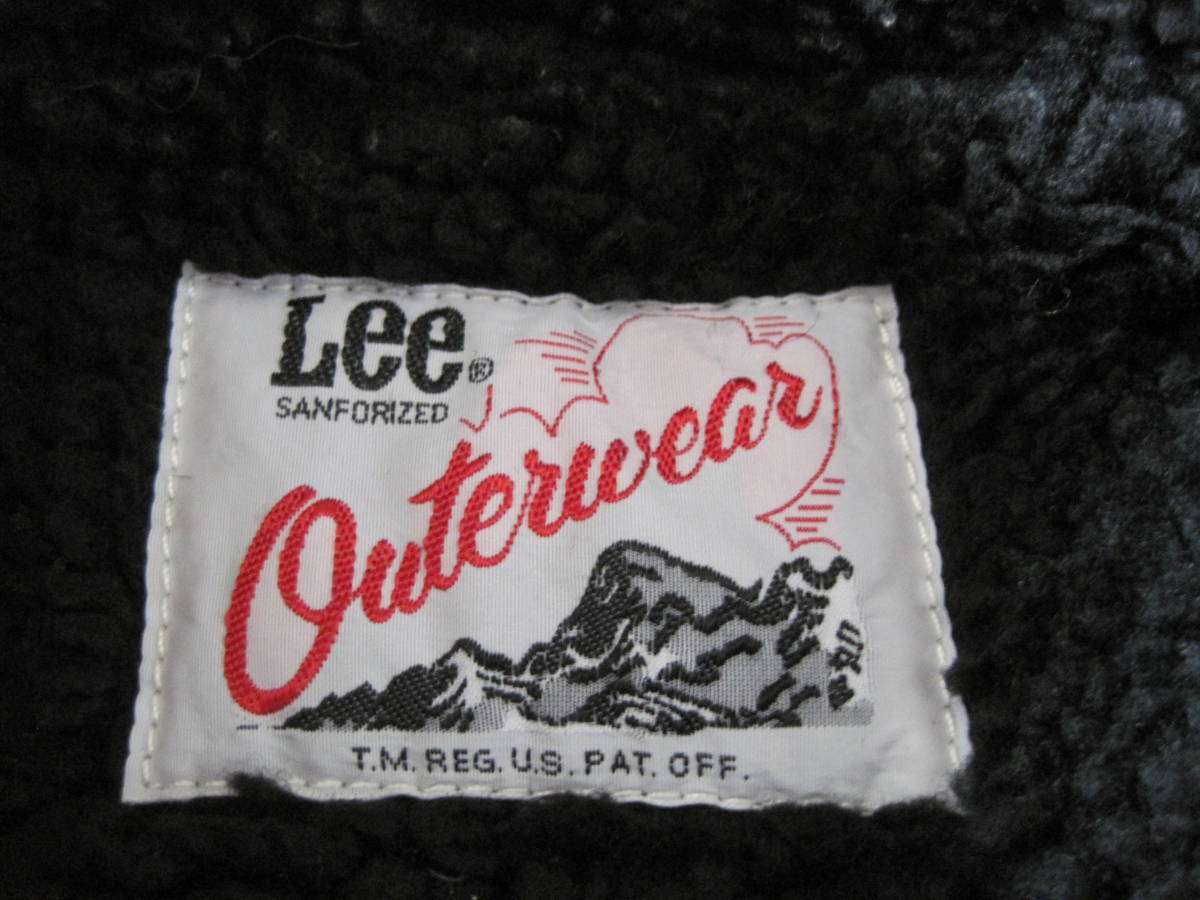 Lee®
SANFORIZED
Outerwear
T.M. REG. U.S. PAT. OFF.